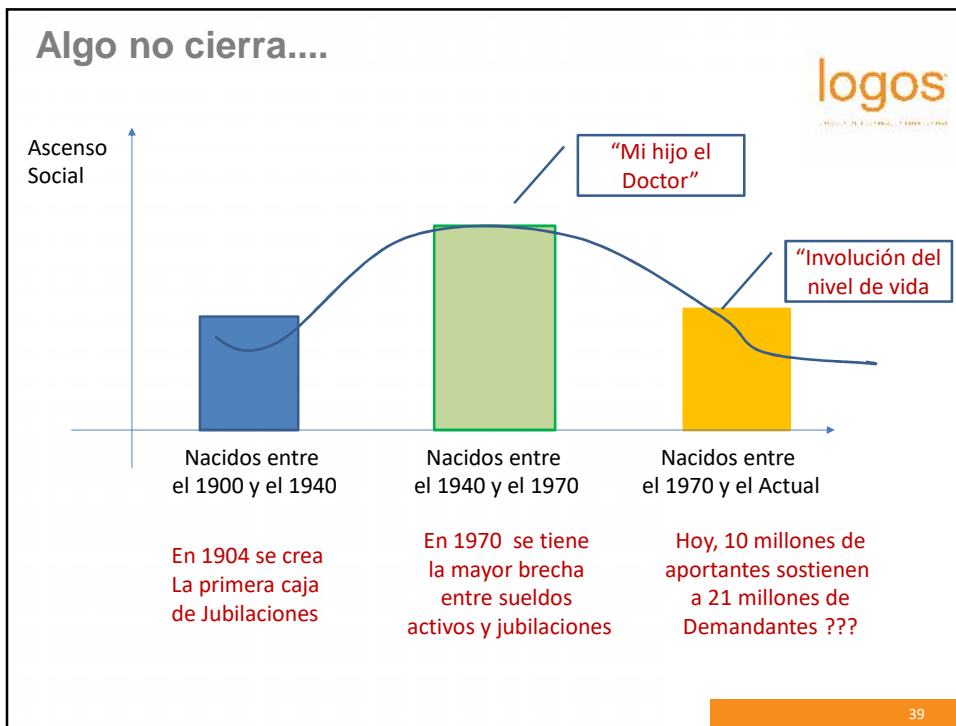 Algo no cierra....
logos
Ascenso
Social
“Mi hijo el
Doctor”
“Involución del
nivel de vida
Nacidos entre
el 1900 y el 1940
Nacidos entre
el 1940 y el 1970
Nacidos entre
el 1970 y el Actual
En 1904 se crea
La primera caja
de Jubilaciones
En 1970 se tiene
la mayor brecha
entre sueldos
activos y jubilaciones
Hoy, 10 millones de
aportantes sostienen
a 21 millones de
Demandantes ???
39